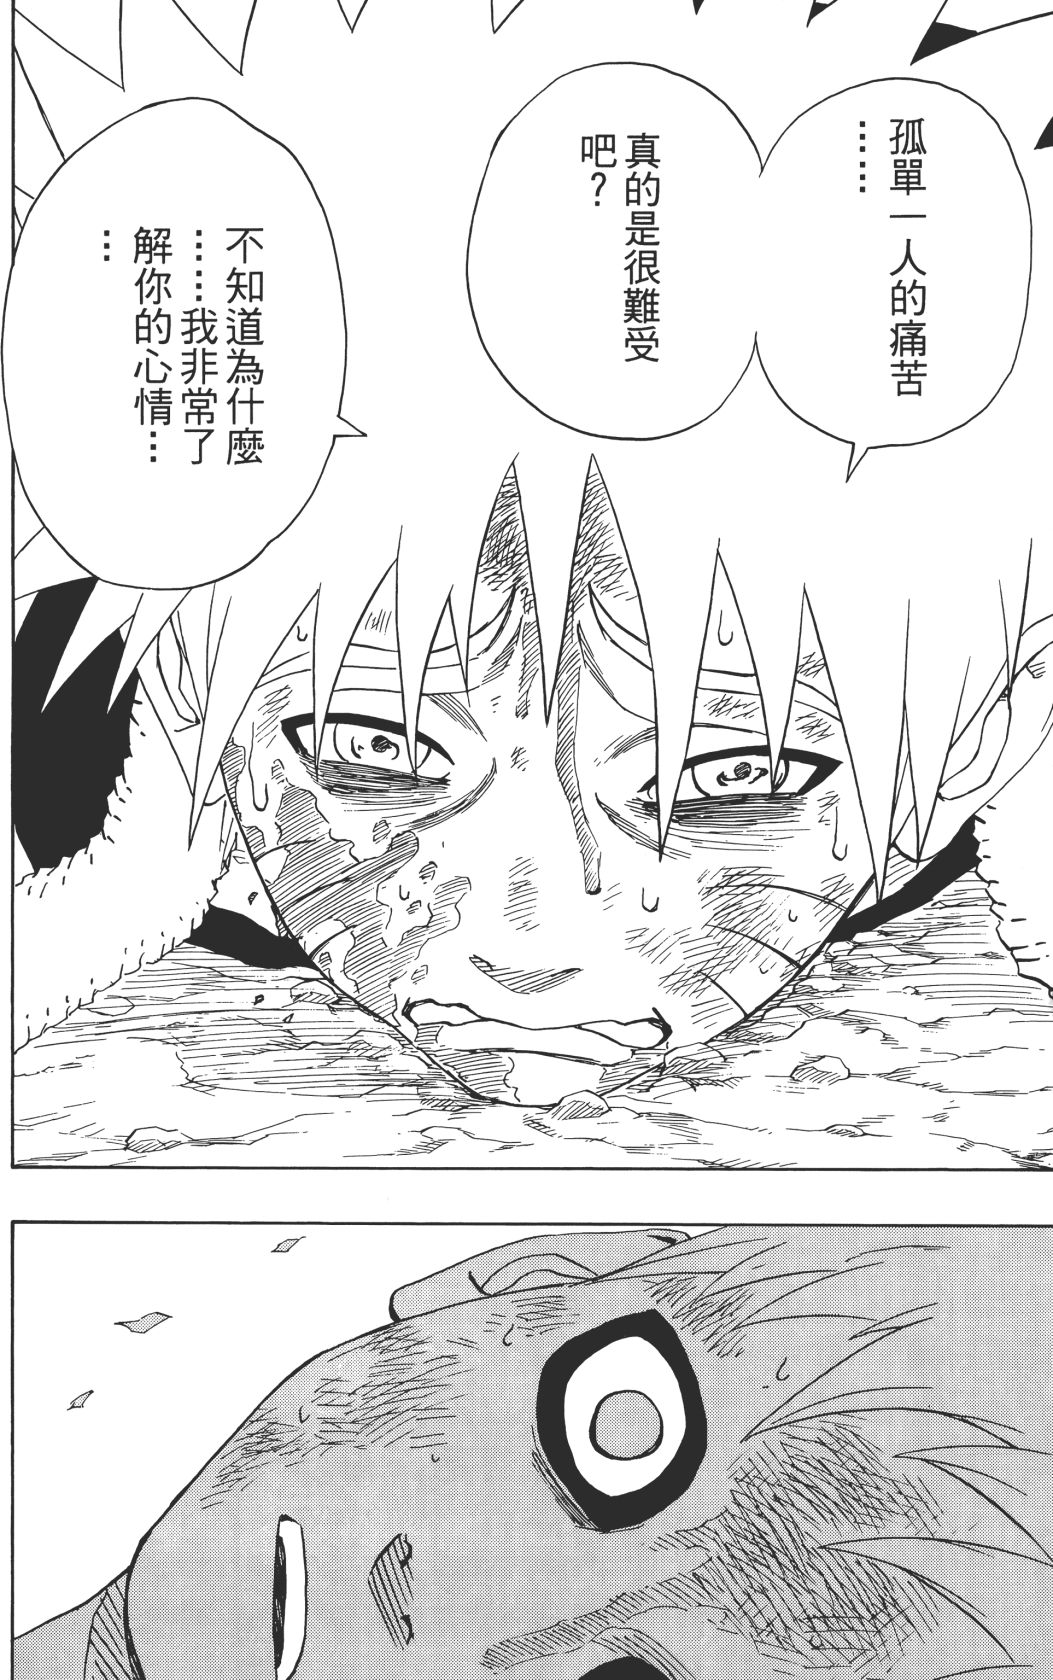 孤單一人的痛苦
……
真的是很難受
吧？
不知道為什麼
……我非常了
解你的心情…
…